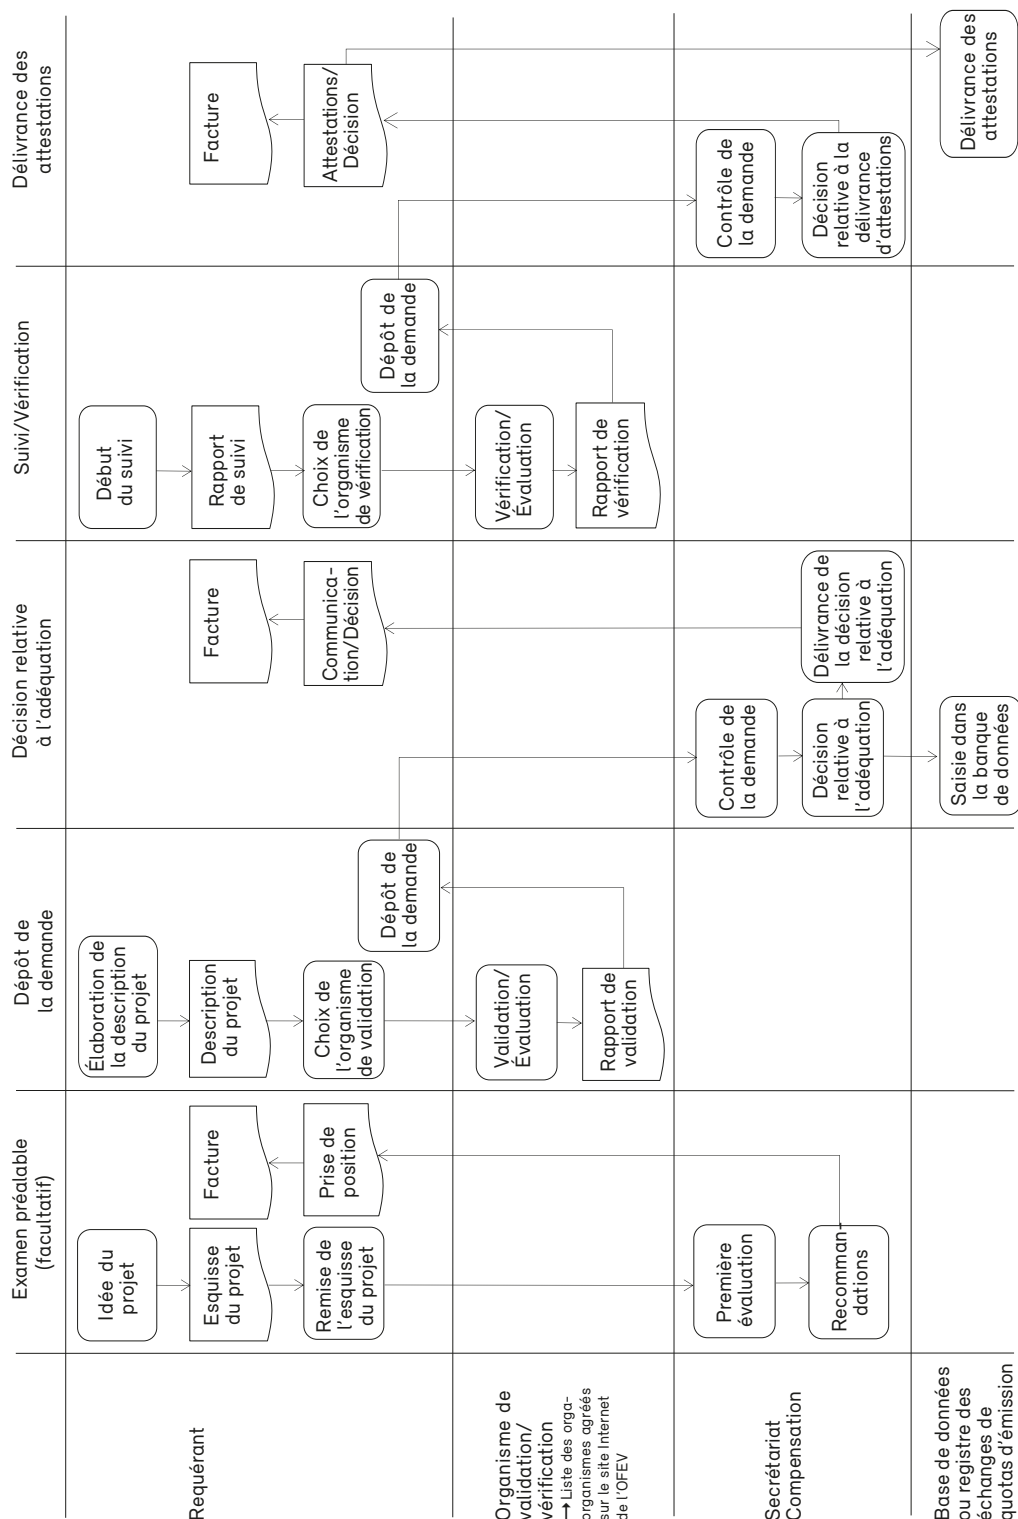 Examen préalable
(facultatif)
Dépôt de
la demande
Décision relative
à l'adéquation
Suivi/Vérification
Délivrance des
attestations
Requérant
Idée du
projet
Esquisse
du projet
Remise de
l'esquisse
du projet
Facture
Prise de
position
Élaboration de
la description
du projet
Description
du projet
Choix de
l'organisme
de validation
Dépôt de
la demande
Facture
Communica-
tion/Décision
Début
du suivi
Rapport
de suivi
Choix de
l'organisme
de vérification
Dépôt de
la demande
Facture
Attestations/
Décision
Organisme de
validation/
vérification
→ Liste des orga-
organismes agréés
sur le site Internet
de l'OFEV
Validation/
Évaluation
Rapport de
validation
Vérification/
Évaluation
Rapport de
vérification
Secrétariat
Compensation
Première
évaluation
Recomman-
dations
Contrôle de
la demande
Décision
relative à
l'adéquation
Délivrance de
la décision
relative à
l'adéquation
Contrôle de
la demande
Décision
relative à la
délivrance
d'attestations
Base de données
ou registre des
échanges de
quotas d'émission
Saisie dans
la banque
de données
Délivrance des
attestations